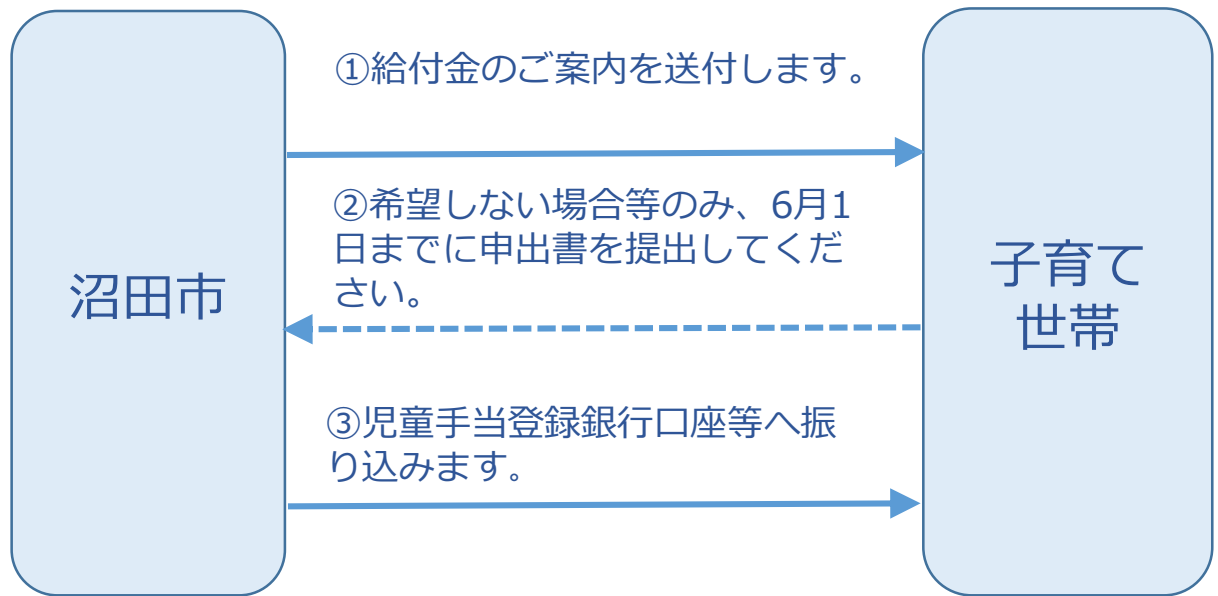 沼田市
①給付金のご案内を送付します。
②希望しない場合等のみ、6月1
日までに申出書を提出してくだ
さい。
③児童手当登録銀行口座等へ振
り込みます。
子育て
世帯